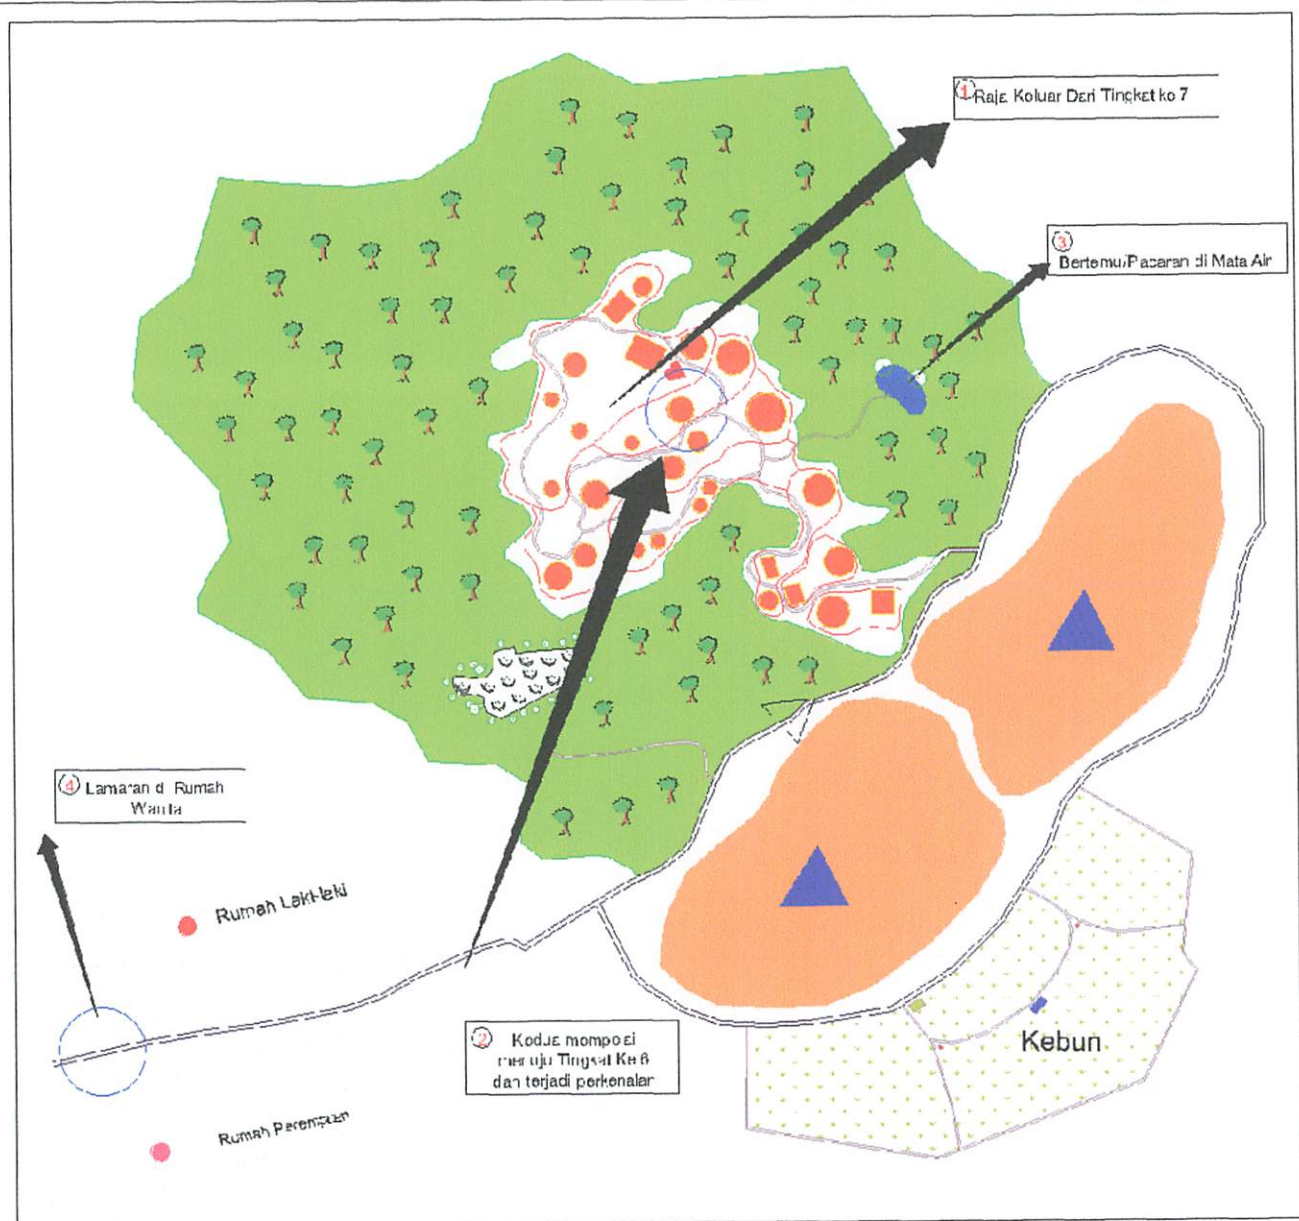 1 Raja Keluar Dari Tingkat ke 7
3
Bertemu/Pacaran di Mata Air
4 Lamaran di Rumah
Wanita
Rumah Laki-laki
2 Kedua
menuju Tingkat Ke 6
dan terjadi perkenalan
Kebun
Rumah Perempuan